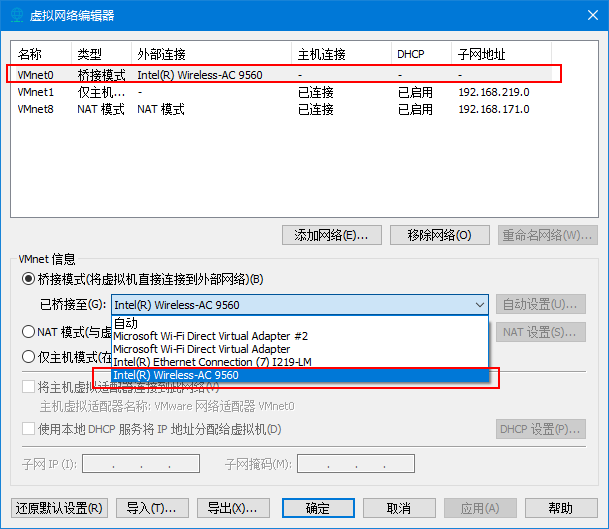 虚拟网络编辑器
名称 类型 外部连接 主机连接 DHCP 子网地址
VMnet0 桥接模式 Intel(R) Wireless-AC 9560 - - -
VMnet1 仅主机... - 已连接 已启用 192.168.219.0
VMnet8 NAT 模式 NAT 模式 已连接 已启用 192.168.171.0
添加网络(E)... 移除网络(O) 重命名网络(W)...
VMnet 信息
桥接模式(将虚拟机直接连接到外部网络)(B)
已桥接至(G): Intel(R) Wireless-AC 9560 自动设置(U)...
自动
Microsoft Wi-Fi Direct Virtual Adapter #2
NAT 模式(与虚 NAT 设置(S)...
Microsoft Wi-Fi Direct Virtual Adapter
仅主机模式(在
Intel(R) Ethernet Connection (7) I219-LM
Intel(R) Wireless-AC 9560
将主机虚拟适配器连接到此网络(V)
主机虚拟适配器名称: VMware 网络适配器 VMnet0
使用本地 DHCP 服务将 IP 地址分配给虚拟机(D) DHCP 设置(P)...
子网 IP (I): . . . 子网掩码(M): . . .
还原默认设置(R) 导入(T)... 导出(X)... 确定 取消 应用(A) 帮助